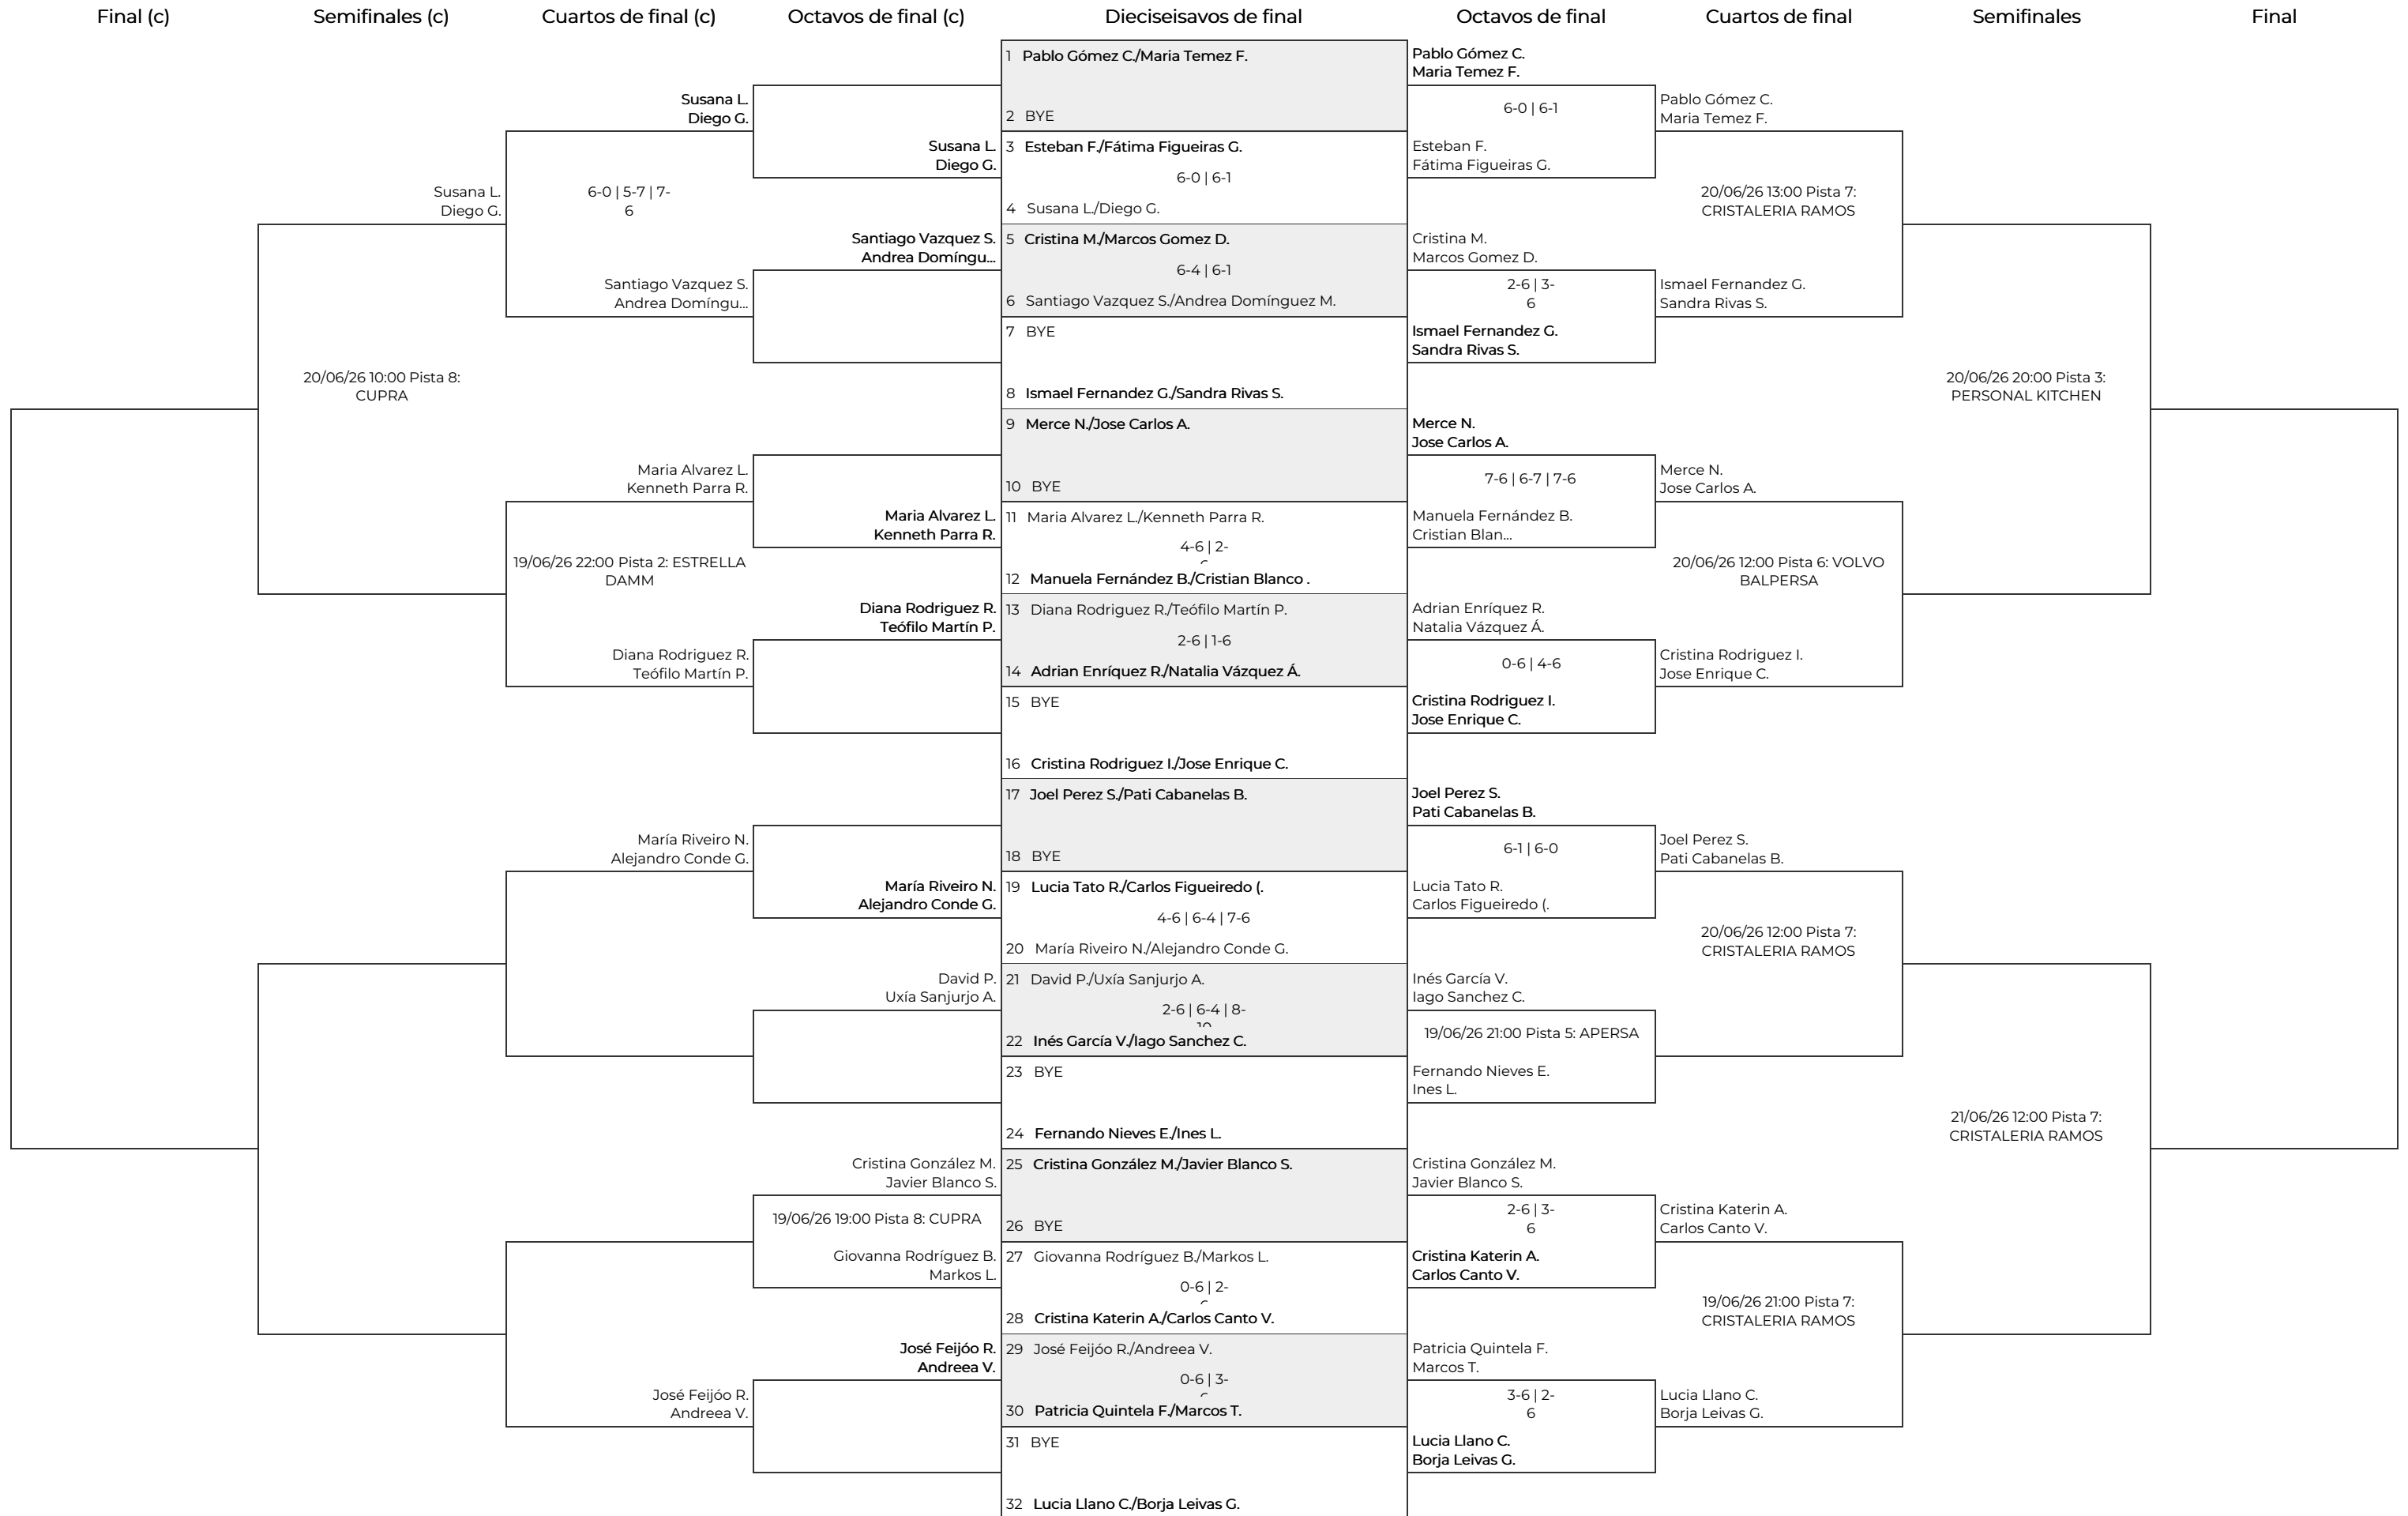 Final (c)
Semifinales (c)
Cuartos de final (c)
Octavos de final (c)
Dieciseisavos de final
Octavos de final
Cuartos de final
Semifinales
Final
20/06/26 10:00 Pista 8:
CUPRA
Susana L.
Diego G.
6-0 | 5-7 | 7-
6
Susana L.
Diego G.
Santiago Vazquez S.
Andrea Domíngu...
Maria Alvarez L.
Kenneth Parra R.
19/06/26 22:00 Pista 2: ESTRELLA
DAMM
Diana Rodriguez R.
Teófilo Martín P.
María Riveiro N.
Alejandro Conde G.
José Feijóo R.
Andreea V.
Susana L.
Diego G.
Santiago Vazquez S.
Andrea Domíngu...
Maria Alvarez L.
Kenneth Parra R.
Diana Rodriguez R.
Teófilo Martín P.
María Riveiro N.
Alejandro Conde G.
David P.
Uxía Sanjurjo A.
Cristina González M.
Javier Blanco S.
19/06/26 19:00 Pista 8: CUPRA
Giovanna Rodríguez B.
Markos L.
José Feijóo R.
Andreea V.
1 Pablo Gómez C./Maria Temez F.
2 BYE
3 Esteban F./Fátima Figueiras G.
6-0 | 6-1
4 Susana L./Diego G.
5 Cristina M./Marcos Gomez D.
6-4 | 6-1
6 Santiago Vazquez S./Andrea Domínguez M.
7 BYE
8 Ismael Fernandez G./Sandra Rivas S.
9 Merce N./Jose Carlos A.
10 BYE
11 Maria Alvarez L./Kenneth Parra R.
4-6 | 2-
12 Manuela Fernández B./Cristian Blanco .
13 Diana Rodriguez R./Teófilo Martín P.
2-6 | 1-6
14 Adrian Enríquez R./Natalia Vázquez Á.
15 BYE
16 Cristina Rodriguez I./Jose Enrique C.
17 Joel Perez S./Pati Cabanelas B.
18 BYE
19 Lucia Tato R./Carlos Figueiredo (.
4-6 | 6-4 | 7-6
20 María Riveiro N./Alejandro Conde G.
21 David P./Uxía Sanjurjo A.
2-6 | 6-4 | 8-
10
22 Inés García V./Iago Sanchez C.
23 BYE
24 Fernando Nieves E./Ines L.
25 Cristina González M./Javier Blanco S.
26 BYE
27 Giovanna Rodríguez B./Markos L.
0-6 | 2-
28 Cristina Katerin A./Carlos Canto V.
29 José Feijóo R./Andreea V.
0-6 | 3-
30 Patricia Quintela F./Marcos T.
31 BYE
32 Lucia Llano C./Borja Leivas G.
Pablo Gómez C.
Maria Temez F.
6-0 | 6-1
Esteban F.
Fátima Figueiras G.
Cristina M.
Marcos Gomez D.
2-6 | 3-
6
Ismael Fernandez G.
Sandra Rivas S.
Merce N.
Jose Carlos A.
7-6 | 6-7 | 7-6
Manuela Fernández B.
Cristian Blan...
Adrian Enríquez R.
Natalia Vázquez Á.
0-6 | 4-6
Cristina Rodriguez I.
Jose Enrique C.
Joel Perez S.
Pati Cabanelas B.
6-1 | 6-0
Lucia Tato R.
Carlos Figueiredo (.
Inés García V.
Iago Sanchez C.
19/06/26 21:00 Pista 5: APERSA
Fernando Nieves E.
Ines L.
Cristina González M.
Javier Blanco S.
2-6 | 3-
6
Cristina Katerin A.
Carlos Canto V.
Patricia Quintela F.
Marcos T.
3-6 | 2-
6
Lucia Llano C.
Borja Leivas G.
Pablo Gómez C.
Maria Temez F.
20/06/26 13:00 Pista 7:
CRISTALERIA RAMOS
Ismael Fernandez G.
Sandra Rivas S.
Merce N.
Jose Carlos A.
20/06/26 12:00 Pista 6: VOLVO
BALPERSA
Cristina Rodriguez I.
Jose Enrique C.
Joel Perez S.
Pati Cabanelas B.
20/06/26 12:00 Pista 7:
CRISTALERIA RAMOS
Cristina Katerin A.
Carlos Canto V.
19/06/26 21:00 Pista 7:
CRISTALERIA RAMOS
Lucia Llano C.
Borja Leivas G.
20/06/26 20:00 Pista 3:
PERSONAL KITCHEN
21/06/26 12:00 Pista 7:
CRISTALERIA RAMOS